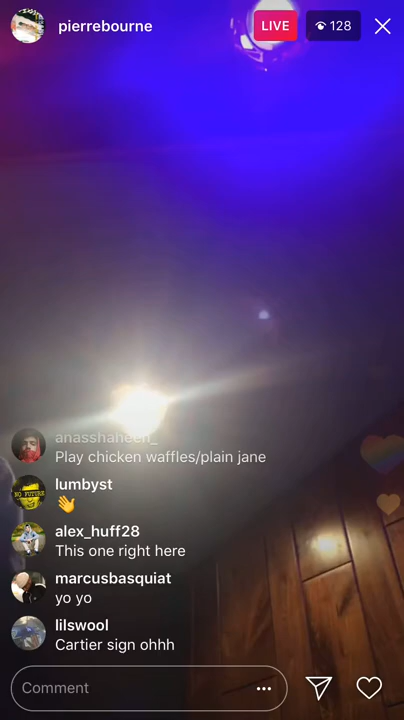 pierrebourne
LIVE
128
anasshaheen_
Play chicken waffles/plain jane
lumbyst
NO FUTURE
alex_huff28
This one right here
marcusbasquiat
yo yo
lilswool
Cartier sign ohhh
Comment